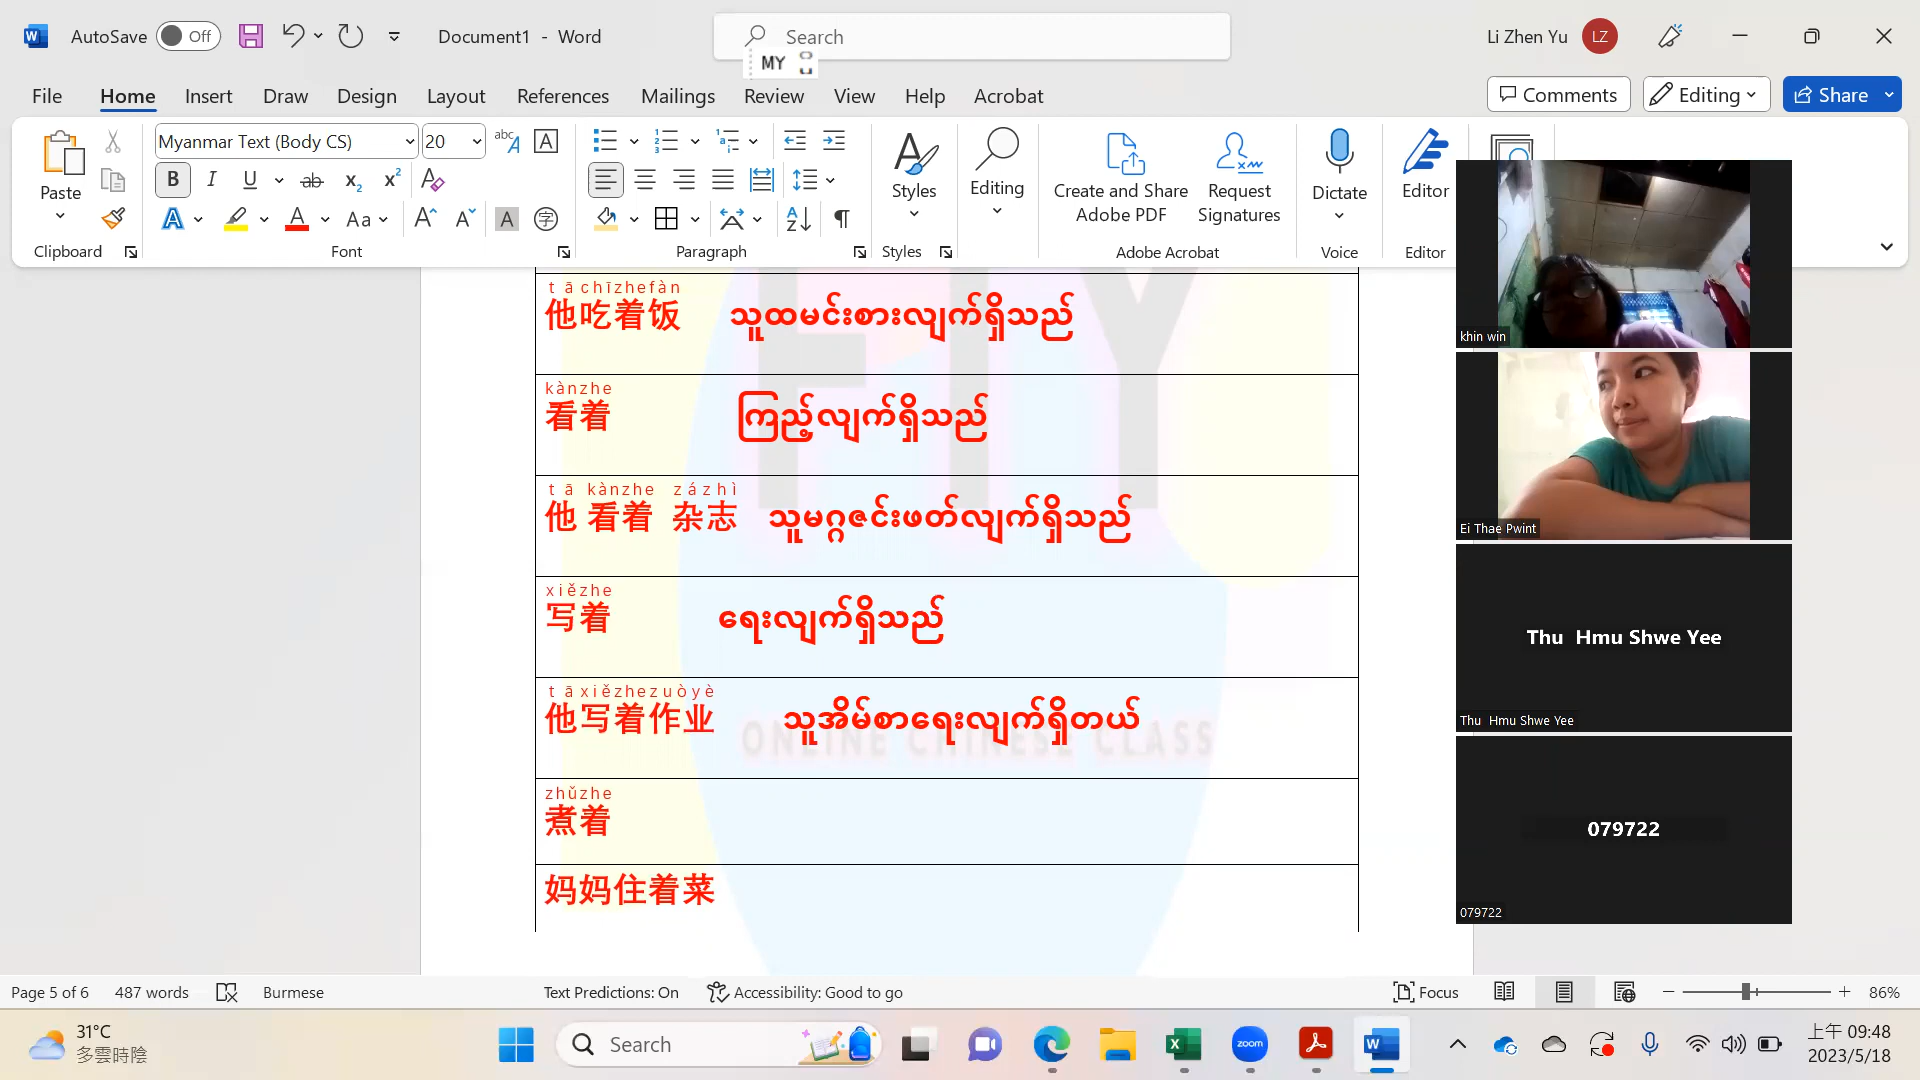 AutoSave Off Document1 - Word Search Li Zhen Yu LZ
MY
File Home Insert Draw Design Layout References Mailings Review View Help Acrobat Comments Editing Share
Myanmar Text (Body CS) 20
Paste Styles Editing Create and Share Adobe PDF Request Signatures Dictate Editor
Clipboard Font Paragraph Styles Adobe Acrobat Voice Editor
tāchīzhefàn
他吃着饭 သူထမင်းစားလျက်ရှိသည်
kànzhe
看着 ကြည့်လျက်ရှိသည်
tā kànzhe zázhì
他 看着 杂志 သူမဂ္ဂဇင်းဖတ်လျက်ရှိသည်
xiězhe
写着 ရေးလျက်ရှိသည်
tāxiězhezuòyè
他写着作业 သူအိမ်စာရေးလျက်ရှိတယ်
ONLINE CHINESE CLASS
zhǔzhe
煮着
妈妈住着菜
khin win
Ei Thae Pwint
Thu Hmu Shwe Yee
Thu Hmu Shwe Yee
079722
079722
Page 5 of 6 487 words Burmese Text Predictions: On Accessibility: Good to go Focus 86%
31°C
多雲時陰
Search
zoom
上午 09:48
2023/5/18